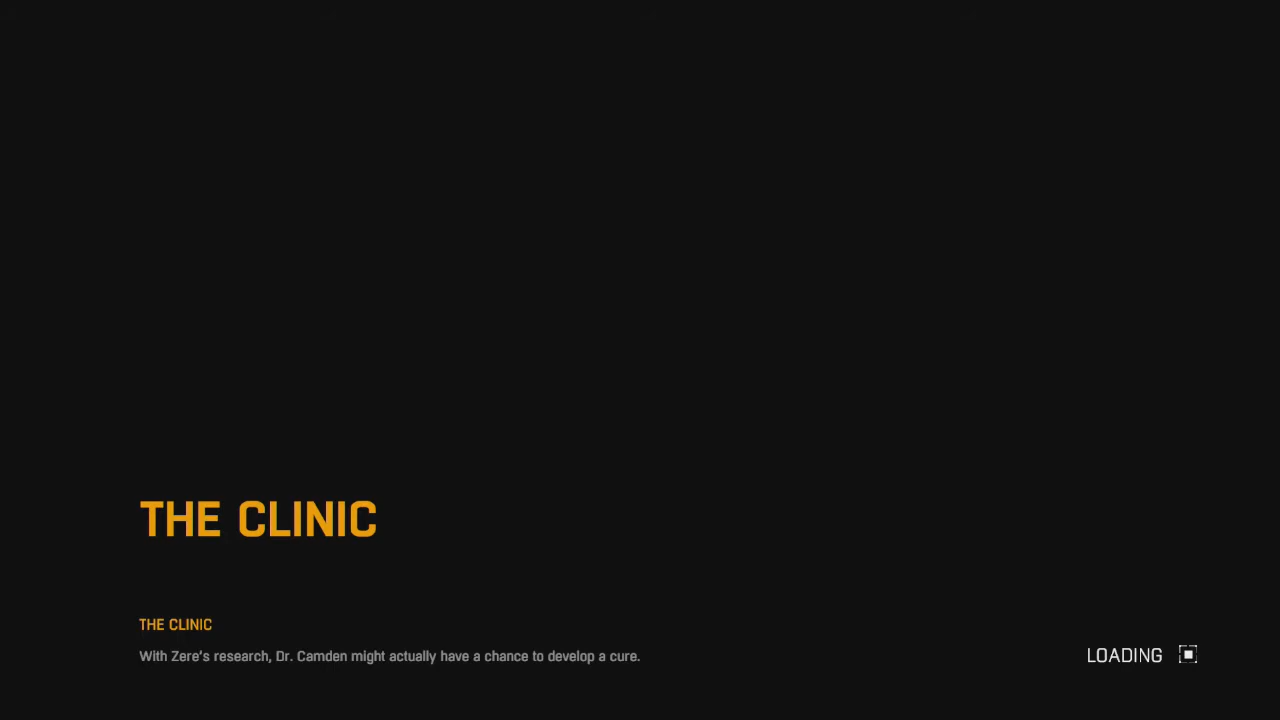 THE CLINIC
THE CLINIC
With Zere's research, Dr. Camden might actually have a chance to develop a cure.
LOADING